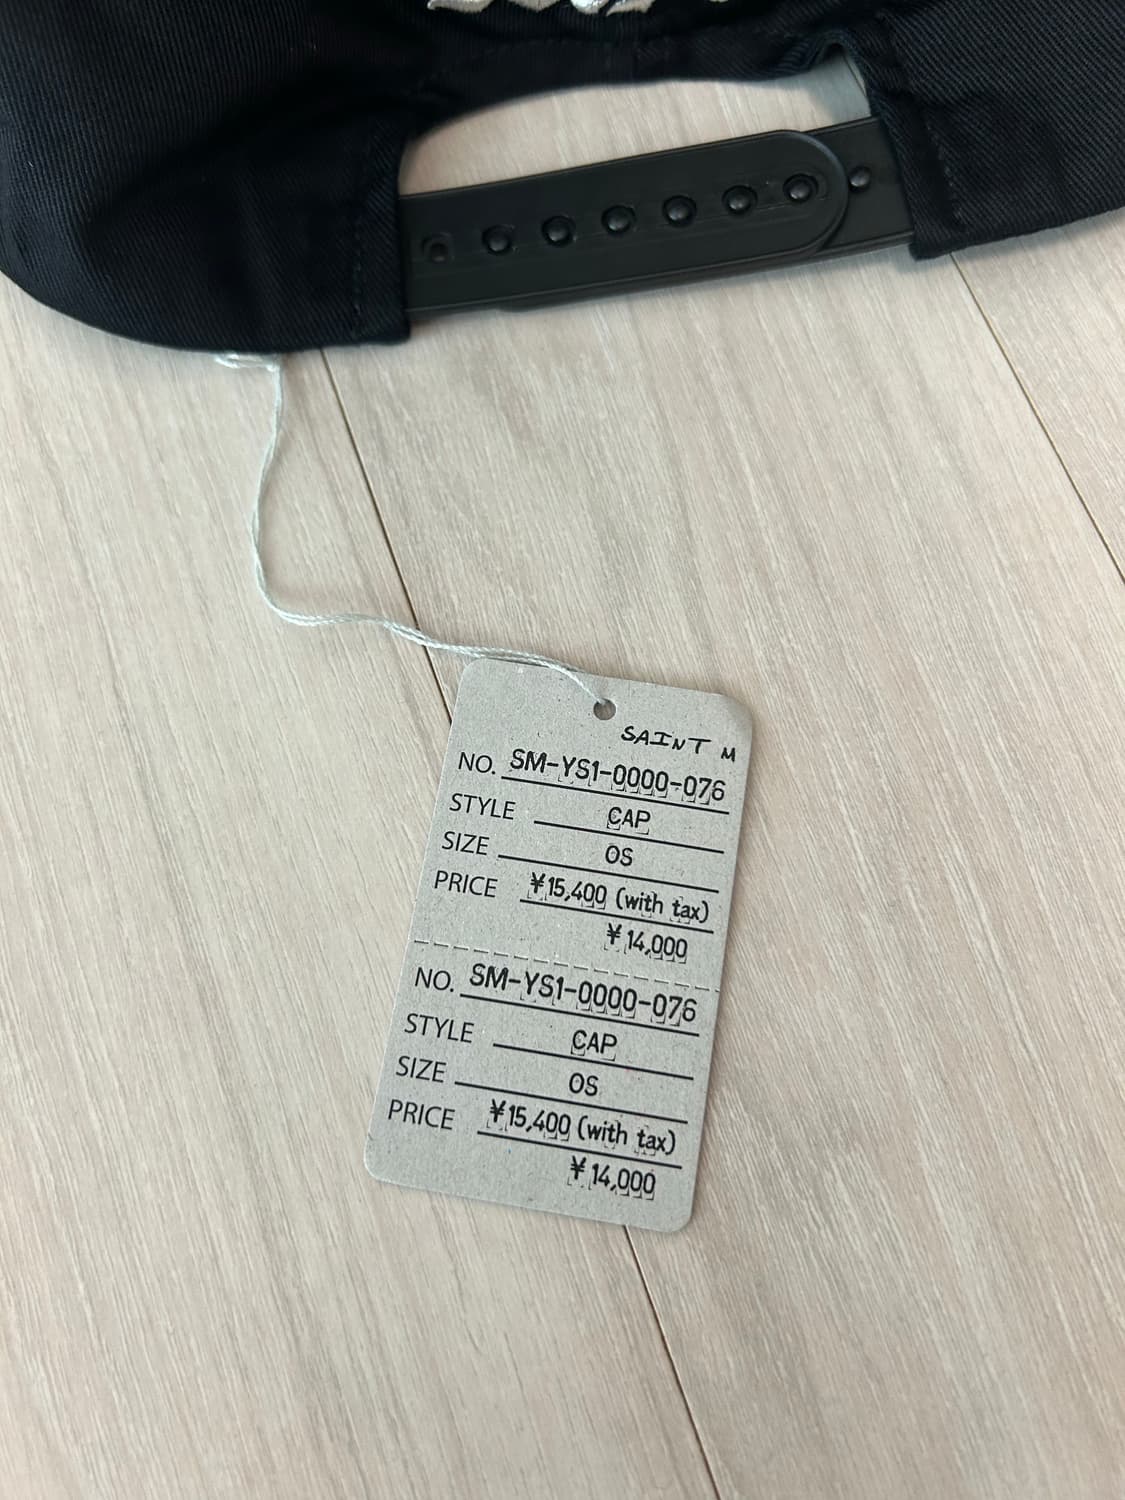 SAINT M
NO. SM-YS1-0000-076
STYLE CAP
SIZE OS
PRICE ¥15,400 (with tax)
¥14,000
NO. SM-YS1-0000-076
STYLE CAP
SIZE OS
PRICE ¥15,400 (with tax)
¥14,000